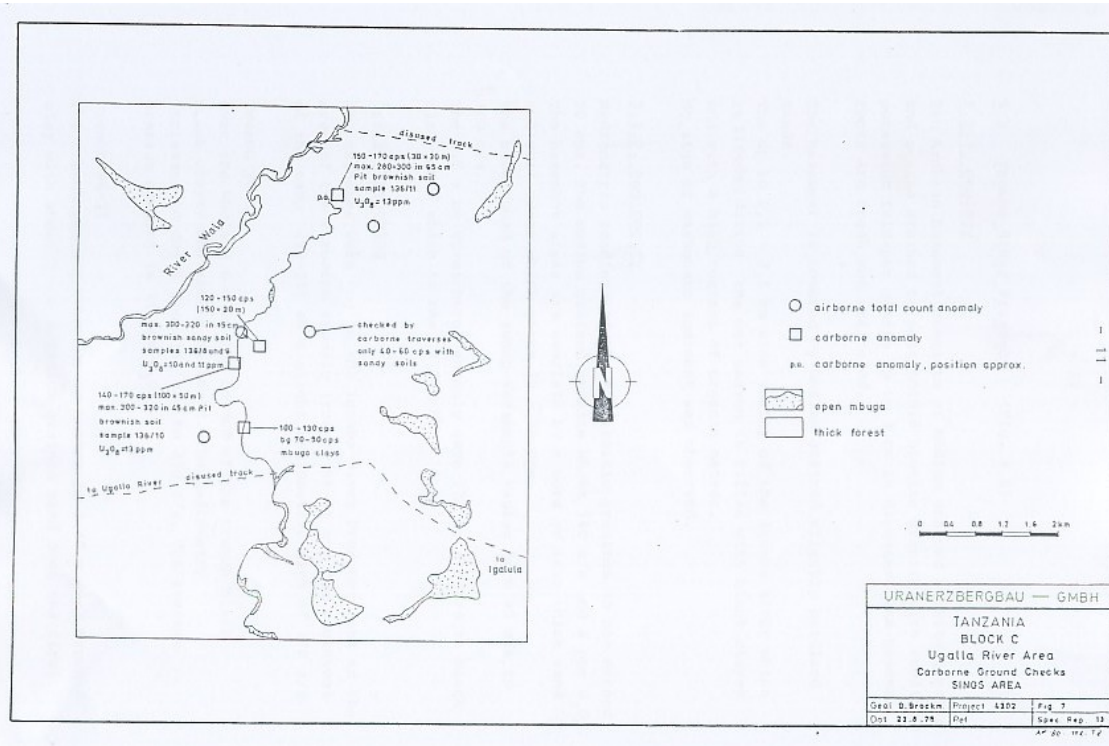 disused track
150-170 cps (30 × 30 m)
max. 280-300 in 65 cm
Pit brownish soil
sample 136/11
U3O8 = 13 ppm
p.a.
River Wala
120-150 cps
(150 × 20 m)
max. 300-320 in 15 cm
brownish sandy soil
samples 136/8 and 9
U3O8 = 10 and 11 ppm
checked by
carborne traverses
only 40-60 cps with
sandy soils
140-170 cps (100 × 50 m)
max. 300-320 in 45 cm Pit
brownish soil
sample 136/10
U3O8 = 13 ppm
100-130 cps
bg 70-90 cps
mbuga clays
to Ugalla River
disused track
to
Igalula
N
airborne total count anomaly
carborne anomaly
p.a. carborne anomaly, position approx.
open mbuga
thick forest
0 0.4 0.8 1.2 1.6 2 km
URANERZBERGBAU — GMBH
TANZANIA
BLOCK C
Ugalla River Area
Carborne Ground Checks
SINGS AREA
Geol D. Brockm. Project 4302 Fig 7
Dat 23.8.79 Ref Spec Rep. 13